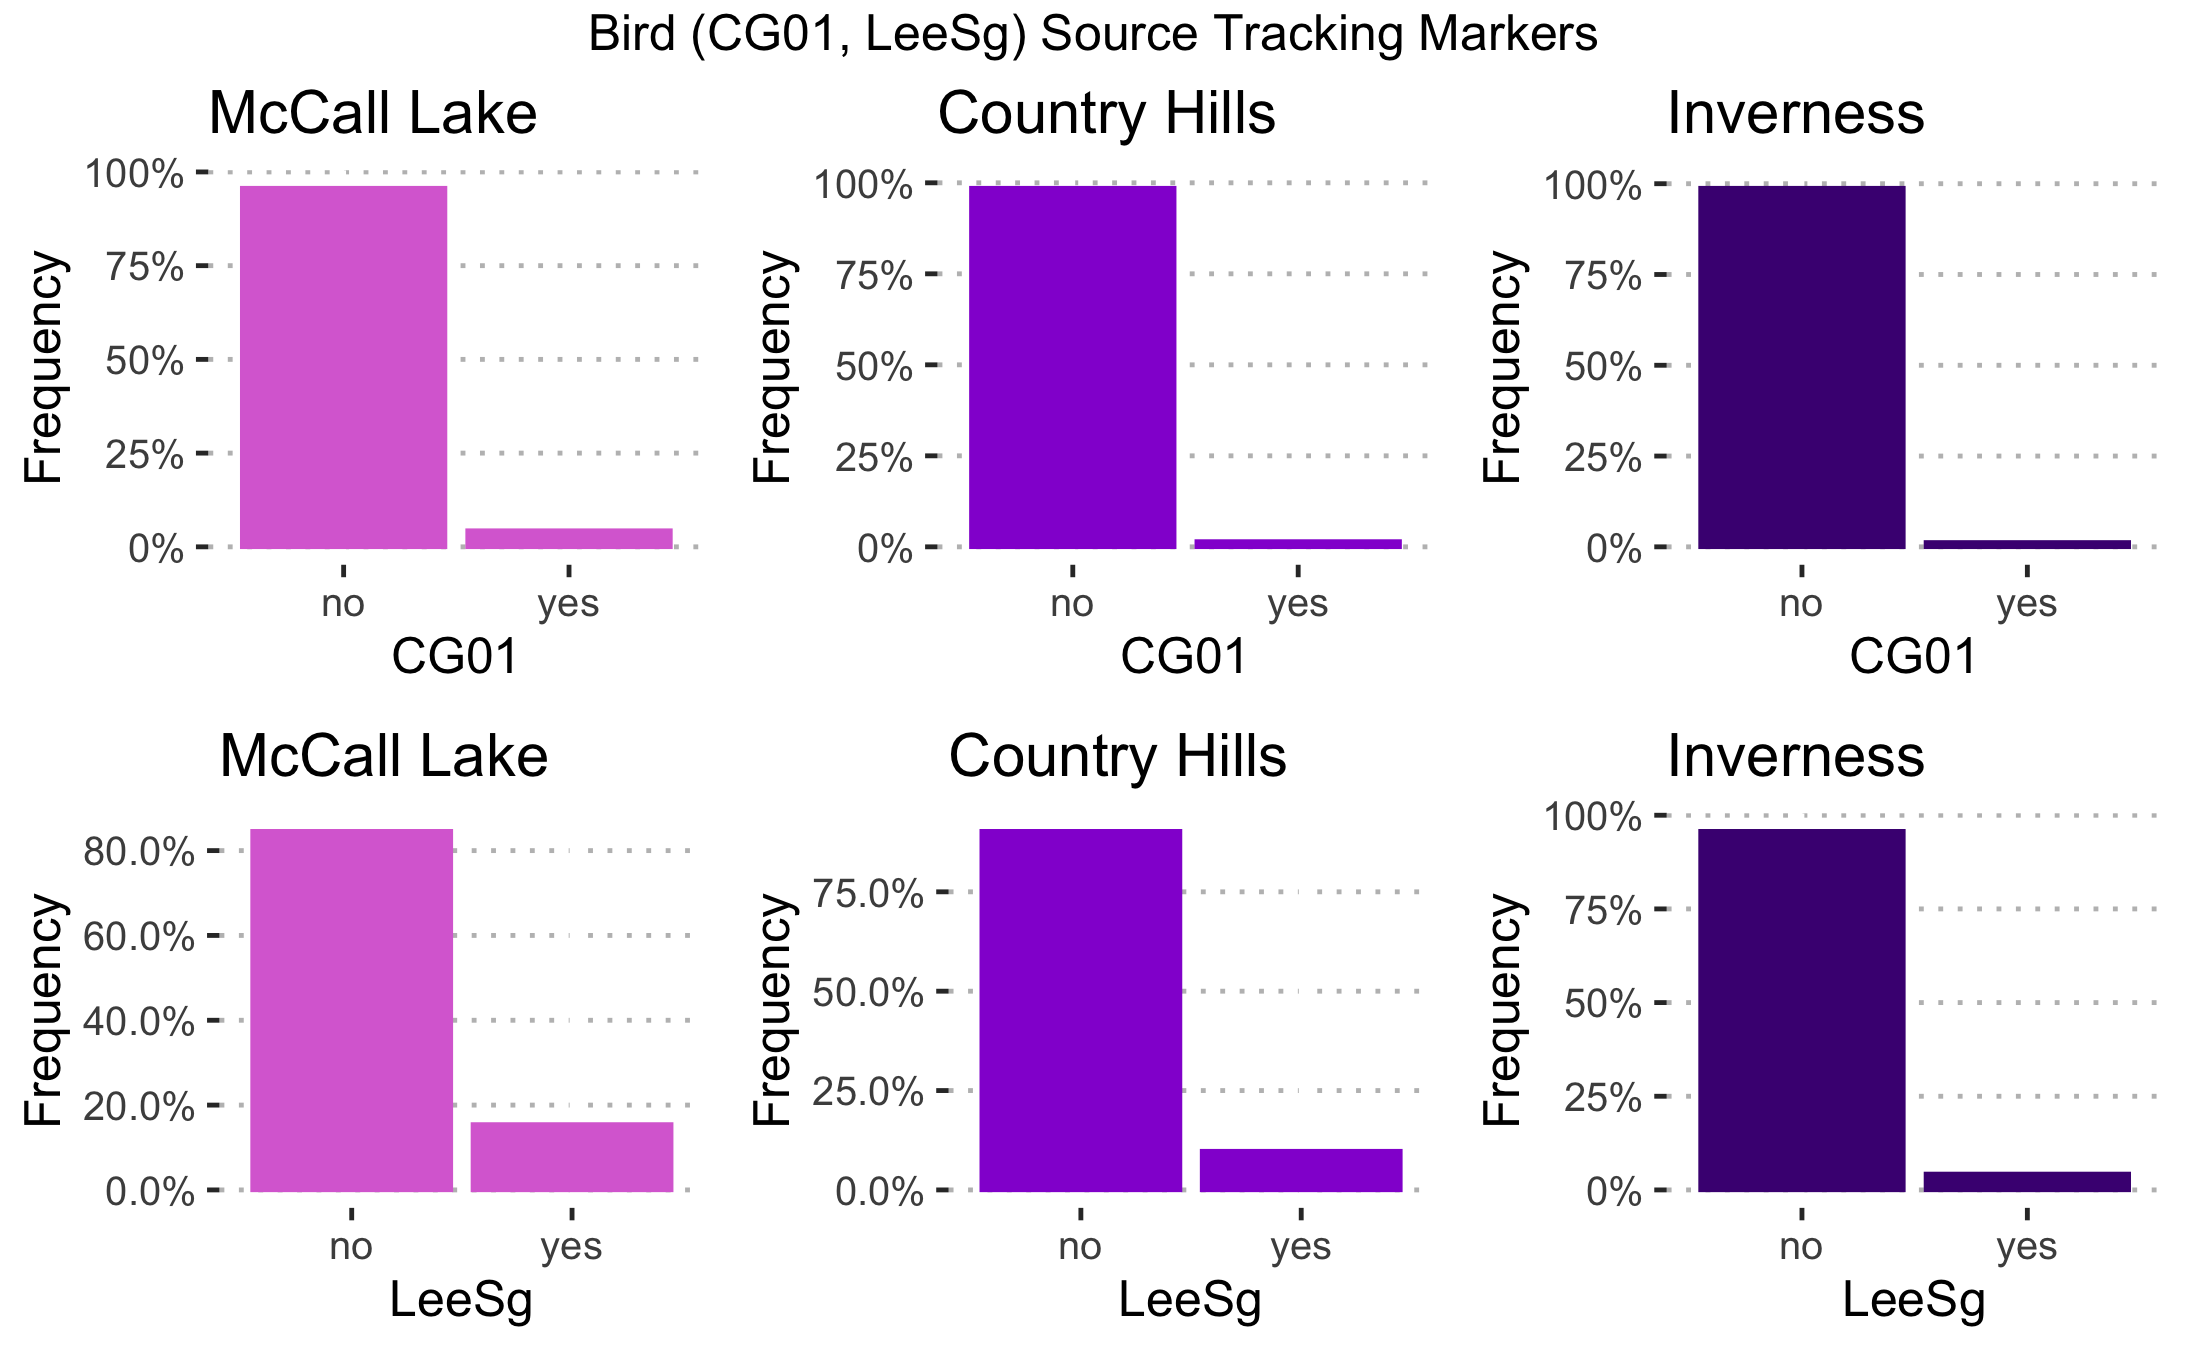 Bird (CG01, LeeSg) Source Tracking Markers
McCall Lake
Country Hills
Inverness
Frequency
100%
75%
50%
25%
0%
no
yes
CG01
Frequency
100%
75%
50%
25%
0%
no
yes
CG01
Frequency
100%
75%
50%
25%
0%
no
yes
CG01
McCall Lake
Country Hills
Inverness
Frequency
80.0%
60.0%
40.0%
20.0%
0.0%
no
yes
LeeSg
Frequency
75.0%
50.0%
25.0%
0.0%
no
yes
LeeSg
Frequency
100%
75%
50%
25%
0%
no
yes
LeeSg